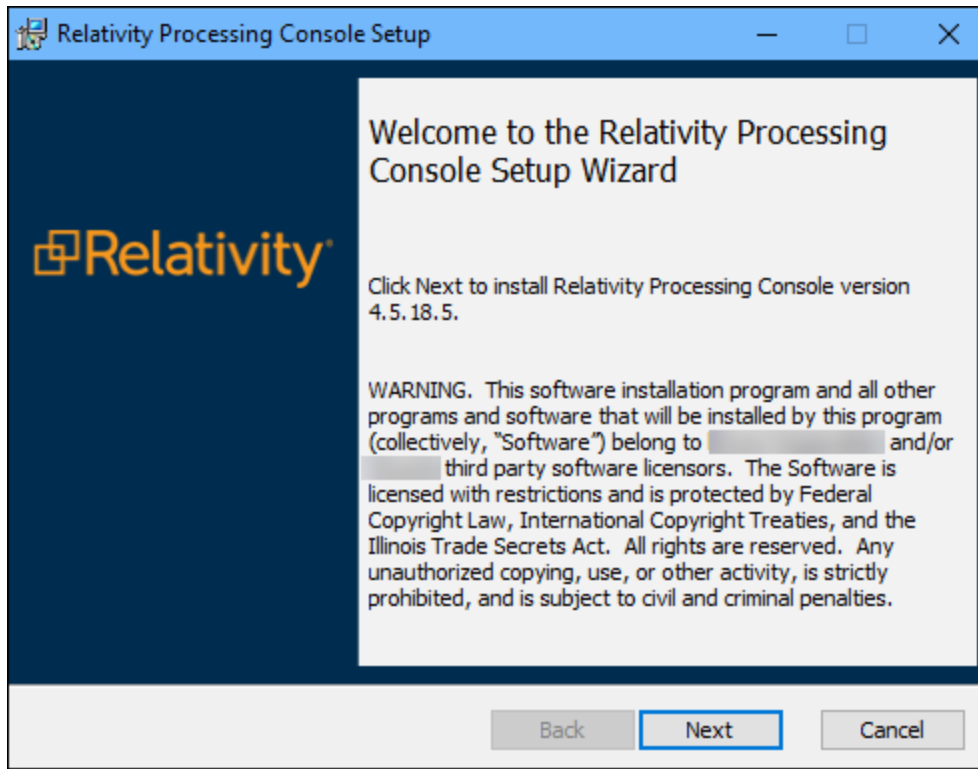 Relativity Processing Console Setup
Relativity
Welcome to the Relativity Processing
Console Setup Wizard
Click Next to install Relativity Processing Console version
4.5.18.5.
WARNING.  This software installation program and all other
programs and software that will be installed by this program
(collectively, “Software”) belong to and/or
third party software licensors.  The Software is
licensed with restrictions and is protected by Federal
Copyright Law, International Copyright Treaties, and the
Illinois Trade Secrets Act.  All rights are reserved.  Any
unauthorized copying, use, or other activity, is strictly
prohibited, and is subject to civil and criminal penalties.
Back Next Cancel